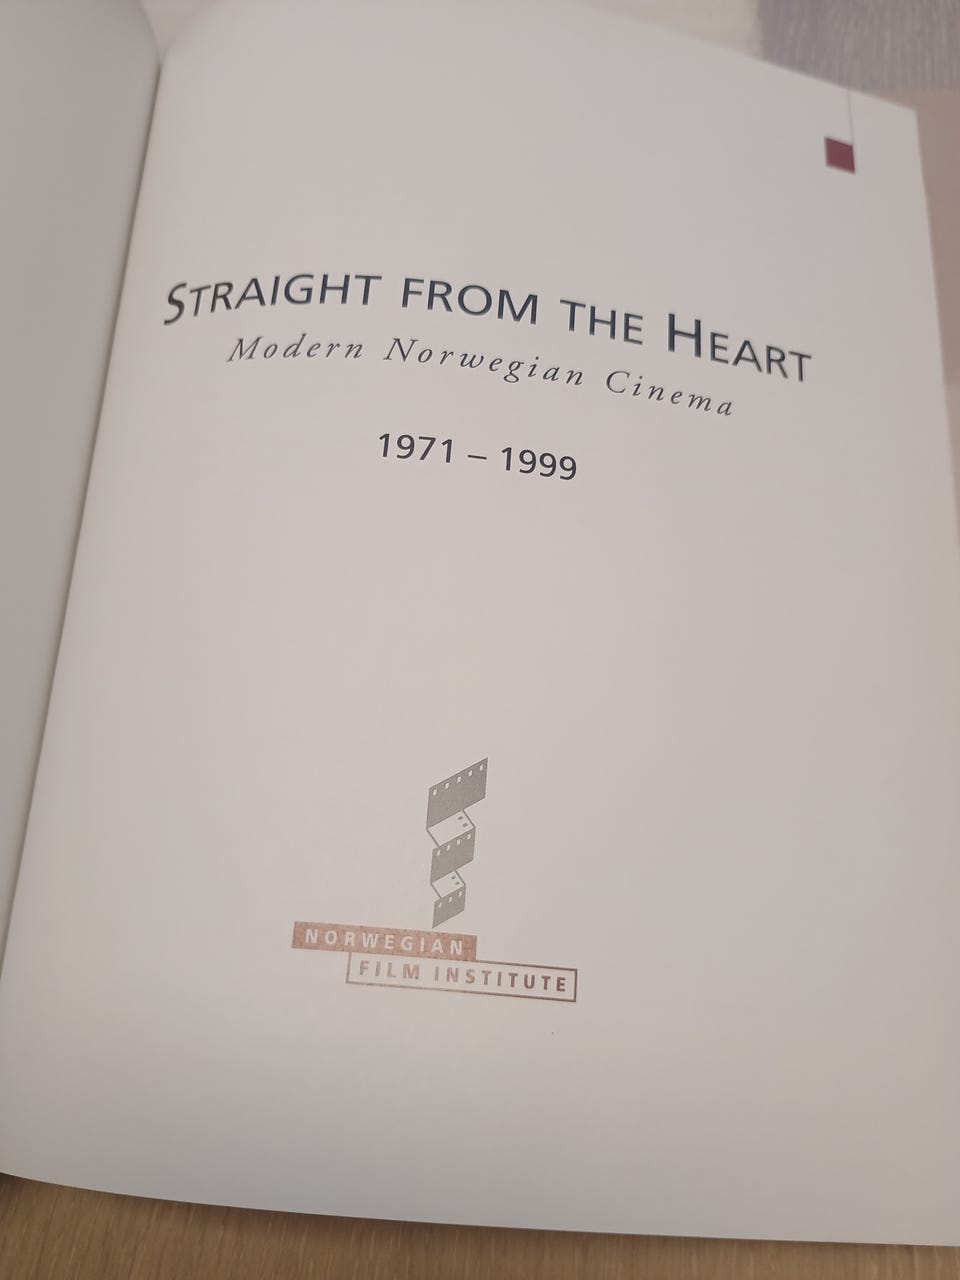 STRAIGHT FROM THE HEART
Modern Norwegian Cinema
1971 – 1999
NORWEGIAN
FILM INSTITUTE